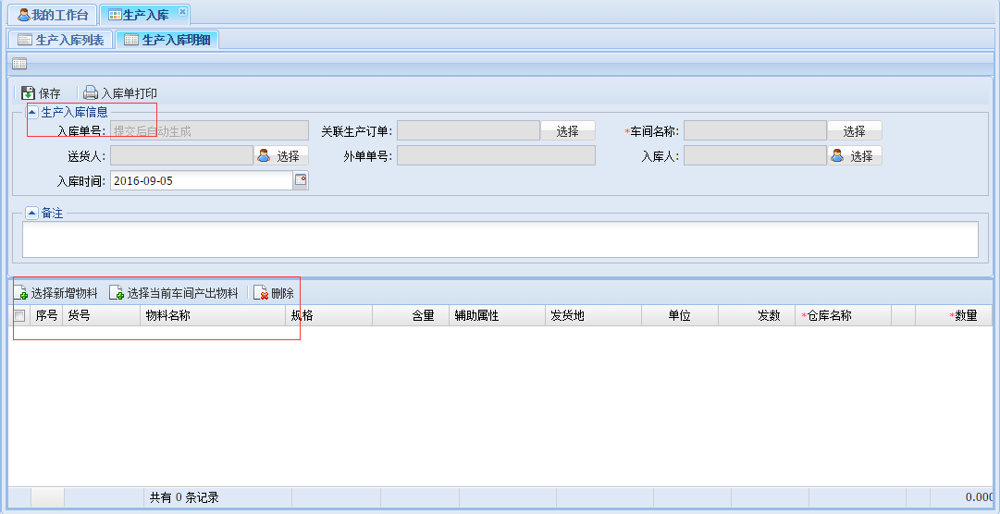 我的工作台 生产入库
生产入库列表 生产入库明细
保存 入库单打印
生产入库信息
入库单号: 提交后自动生成 关联生产订单: 选择 *车间名称: 选择
送货人: 选择 外单单号: 入库人: 选择
入库时间: 2016-09-05
备注
选择新增物料 选择当前车间产出物料 删除
序号 货号 物料名称 规格 含量 辅助属性 发货地 单位 发数 *仓库名称 *数量
共有 0 条记录 0.000